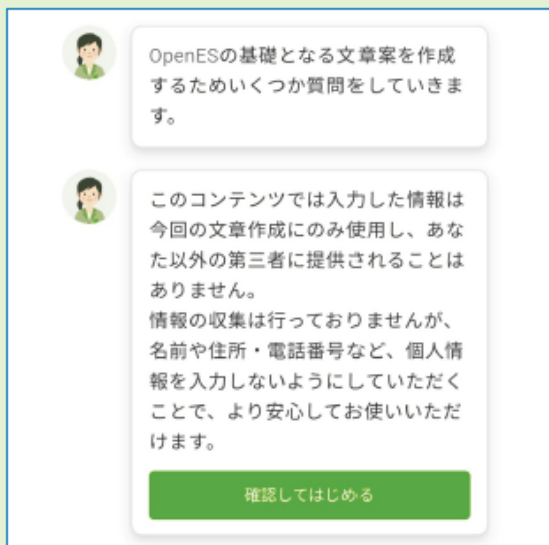 OpenESの基礎となる文章案を作成
するためいくつか質問をしていきま
す。
このコンテンツでは入力した情報は
今回の文章作成にのみ使用し、あな
た以外の第三者に提供されることは
ありません。
情報の収集は行っておりませんが、
名前や住所・電話番号など、個人情
報を入力しないようにしていただく
ことで、より安心してお使いいただ
けます。
確認してはじめる